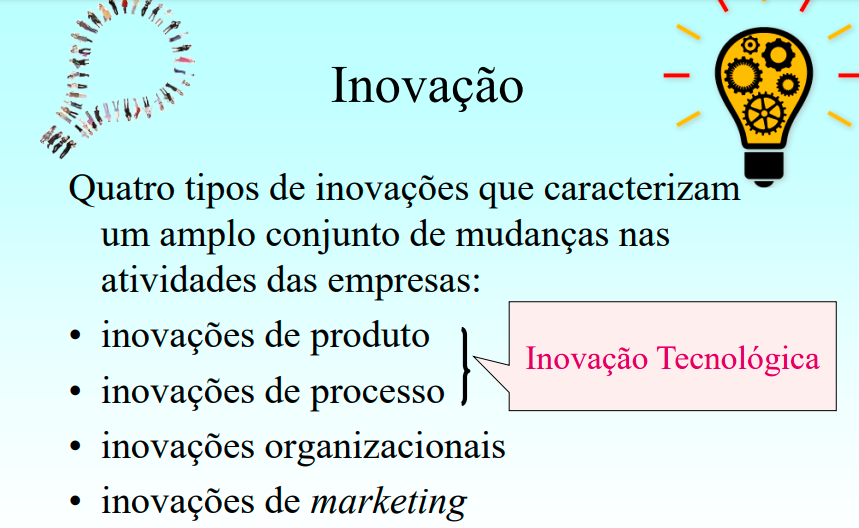 Inovação
Quatro tipos de inovações que caracterizam
um amplo conjunto de mudanças nas
atividades das empresas:
• inovações de produto
• inovações de processo
Inovação Tecnológica
• inovações organizacionais
• inovações de marketing